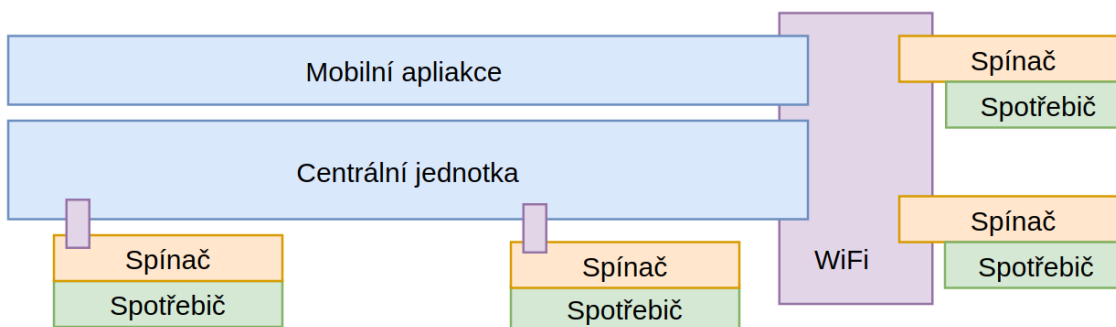 Mobilní apliakce
Spínač
Spotřebič
Centrální jednotka
Spínač
Spotřebič
WiFi
Spínač
Spotřebič
Spínač
Spotřebič